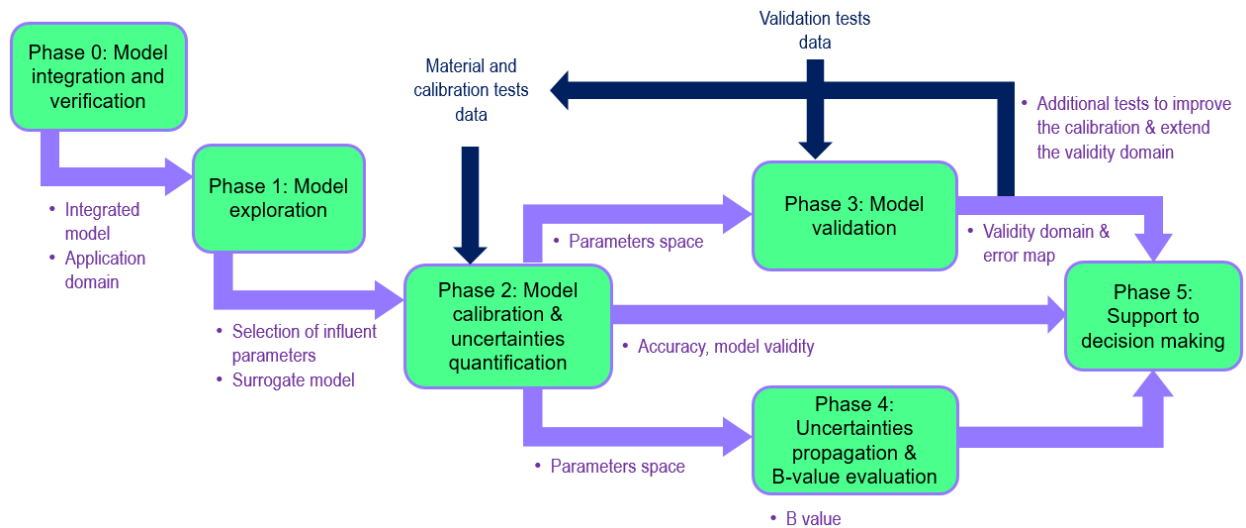 Phase 0: Model
integration and
verification
• Integrated
model
• Application
domain
Phase 1: Model
exploration
• Selection of influent
parameters
• Surrogate model
Material and
calibration tests
data
Phase 2: Model
calibration &
uncertainties
quantification
Validation tests
data
• Parameters space
Phase 3: Model
validation
• Additional tests to improve
the calibration & extend
the validity domain
• Validity domain &
error map
• Accuracy, model validity
• Parameters space
Phase 4:
Uncertainties
propagation &
B-value evaluation
• B value
Phase 5:
Support to
decision making